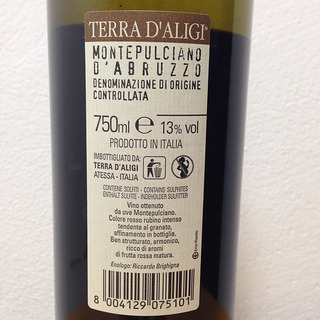 TERRA D'ALIGI®
MONTEPULCIANO
D'ABRUZZO
DENOMINAZIONE DI ORIGINE
CONTROLLATA
750ml e 13% vol
PRODOTTO IN ITALIA
IMBOTTIGLIATO DA:
TERRA D'ALIGI
ATESSA - ITALIA
CONTIENE SOLFITI - CONTAINS SULPHITES
ENTHÄLT SULFITE - INDEHOLDER SULFITTER
Vino ottenuto
da uve Montepulciano.
Colore rosso rubino intenso
tendente al granato,
affinamento in bottiglia.
Ben strutturato, armonico,
ricco di aromi
di frutta rossa matura.
Enologo: Riccardo Brighigna
8 004129 075101